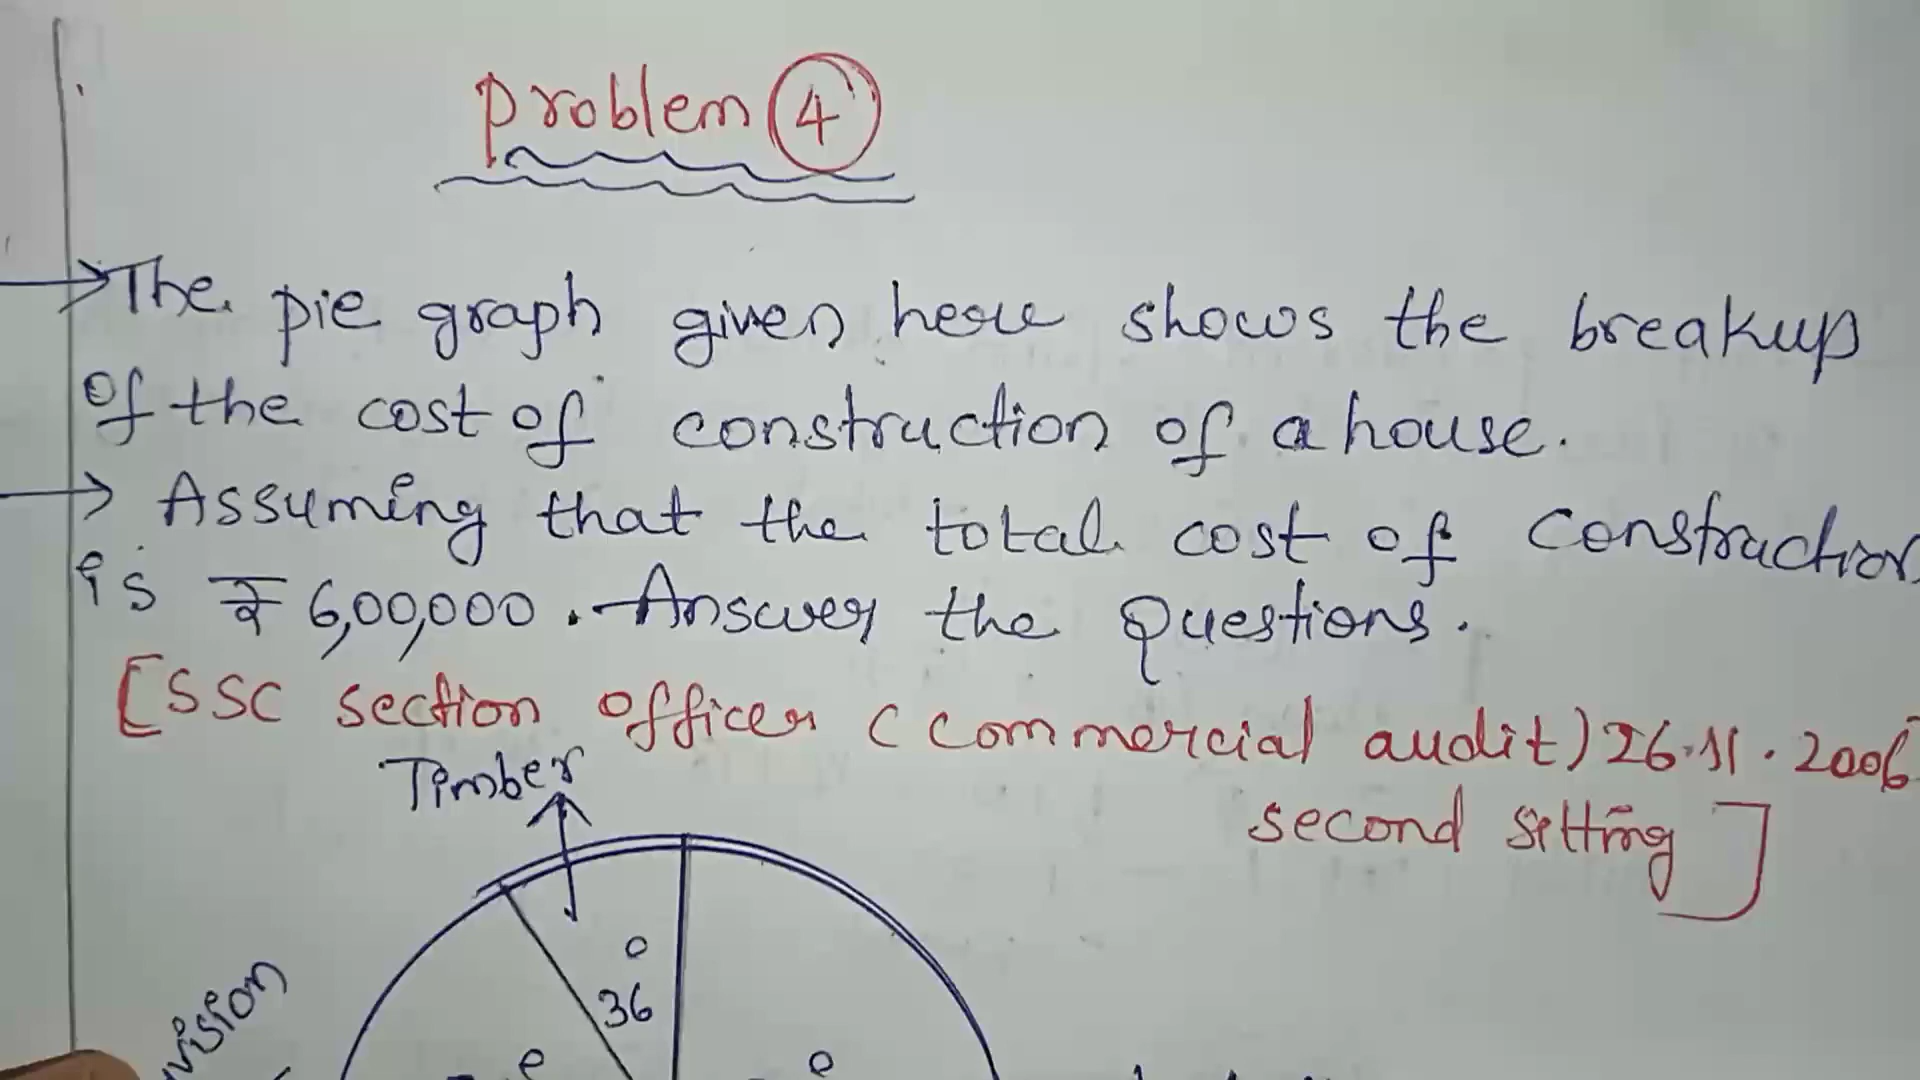 Problem 4
The pie graph given here shows the breakup
of the cost of construction of a house.
Assuming that the total cost of construction
is ₹ 6,00,000. Answer the Questions.
[SSC section officer (commercial audit) 26.11.2006
second sitting]
Timber
36°